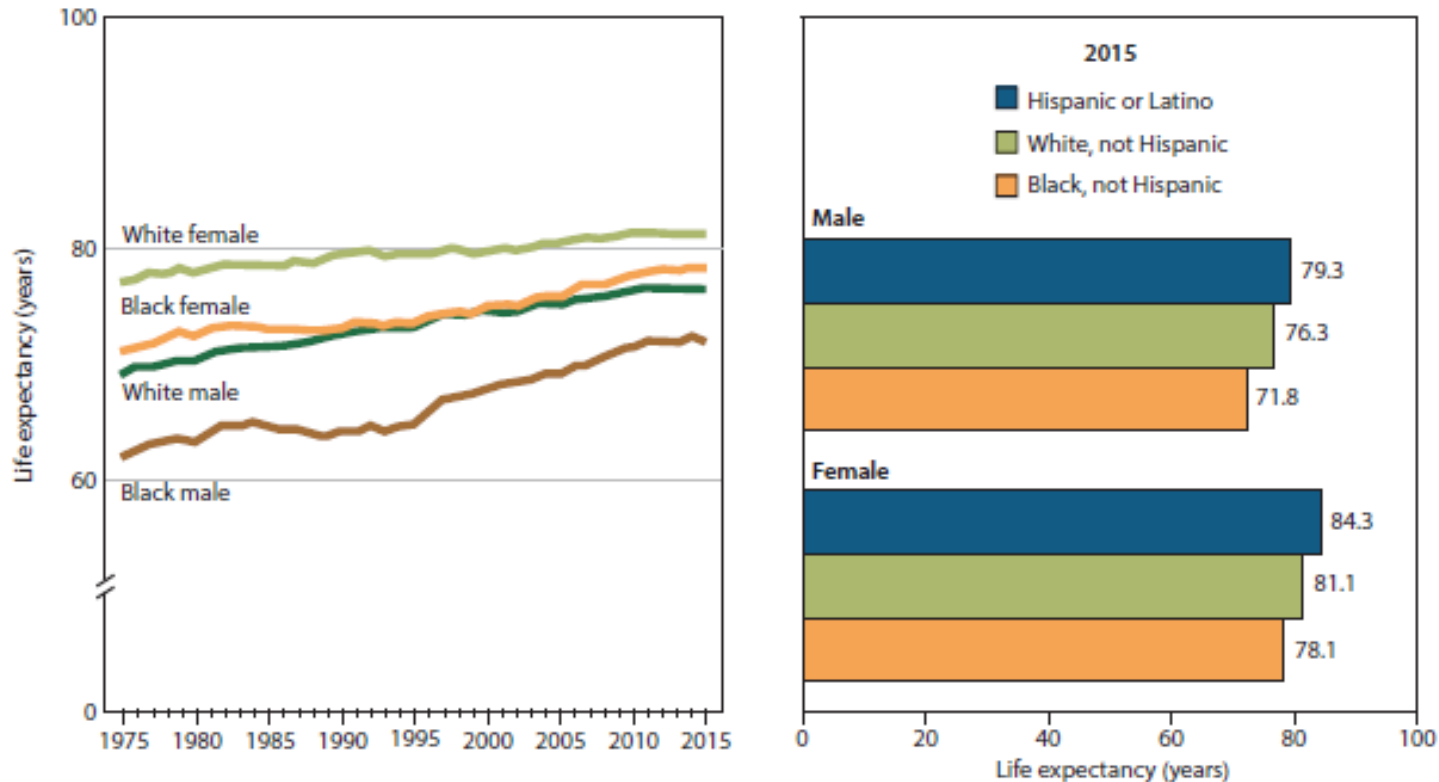 Life expectancy (years)
100
80
60
0
White female
Black female
White male
Black male
1975 1980 1985 1990 1995 2000 2005 2010 2015
2015
Hispanic or Latino
White, not Hispanic
Black, not Hispanic
Male
79.3
76.3
71.8
Female
84.3
81.1
78.1
0 20 40 60 80 100
Life expectancy (years)